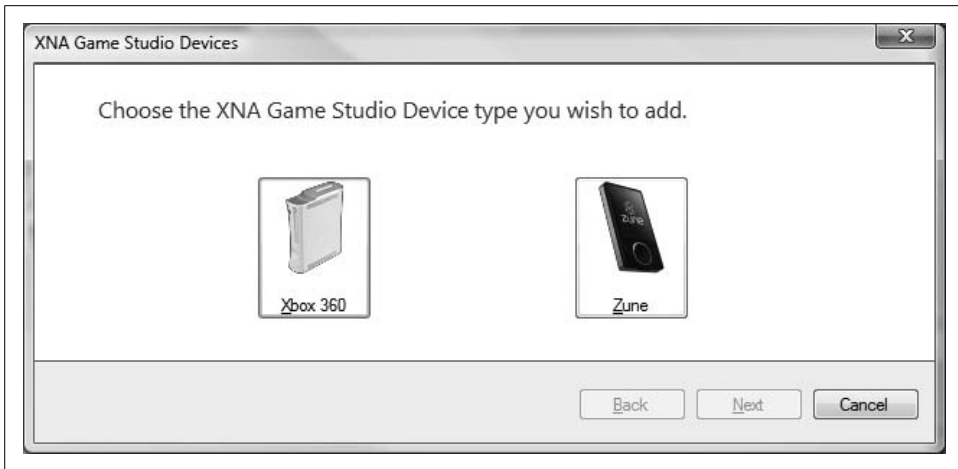 XNA Game Studio Devices
Choose the XNA Game Studio Device type you wish to add.
zune
Xbox 360
Zune
Back
Next
Cancel